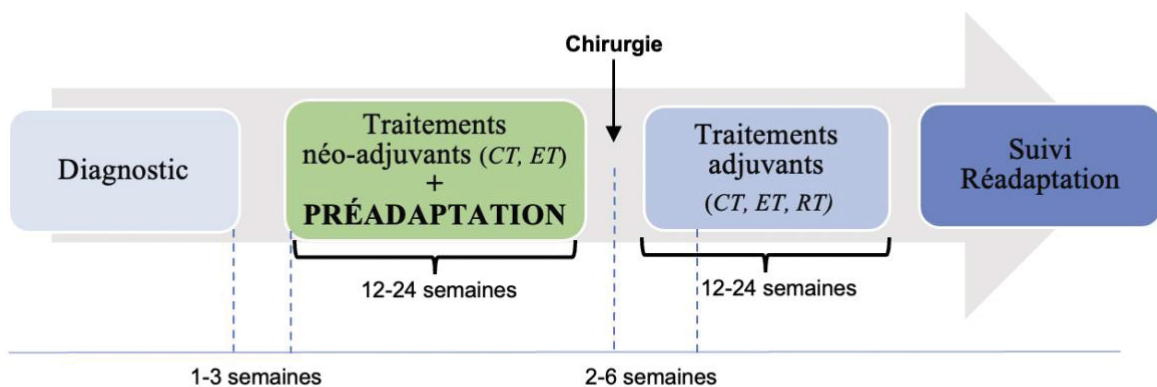 Chirurgie
Diagnostic
Traitements
néo-adjuvants (CT, ET)
+
PRÉADAPTATION
Traitements
adjuvants
(CT, ET, RT)
Suivi
Réadaptation
12-24 semaines
12-24 semaines
1-3 semaines
2-6 semaines